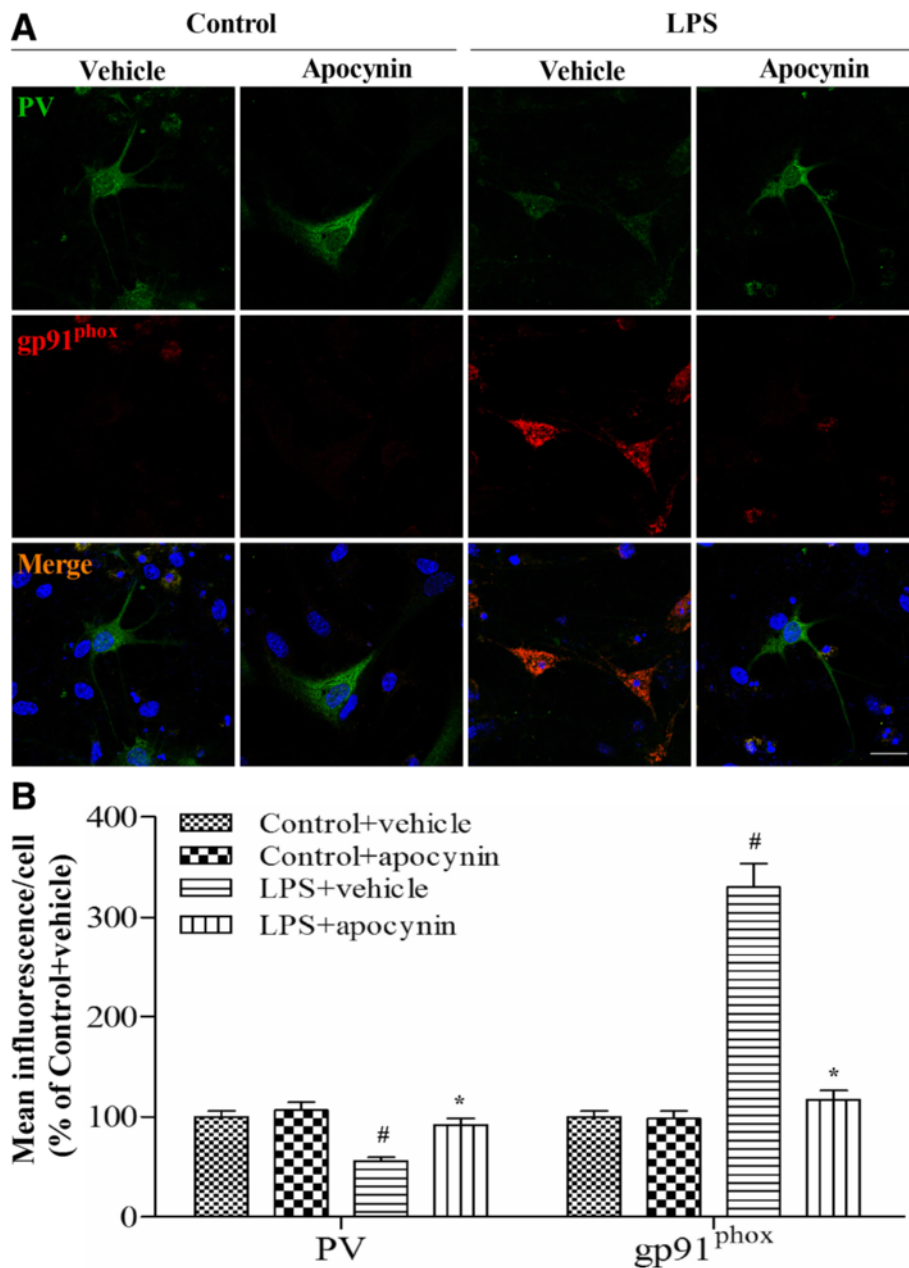 A
Control LPS
Vehicle Apocynin Vehicle Apocynin
PV
gp91phox
Merge
B
Mean influorescence/cell
(% of Control+vehicle)
400
300
200
100
0
Control+vehicle
Control+apocynin
LPS+vehicle
LPS+apocynin
# * # *
PV gp91phox